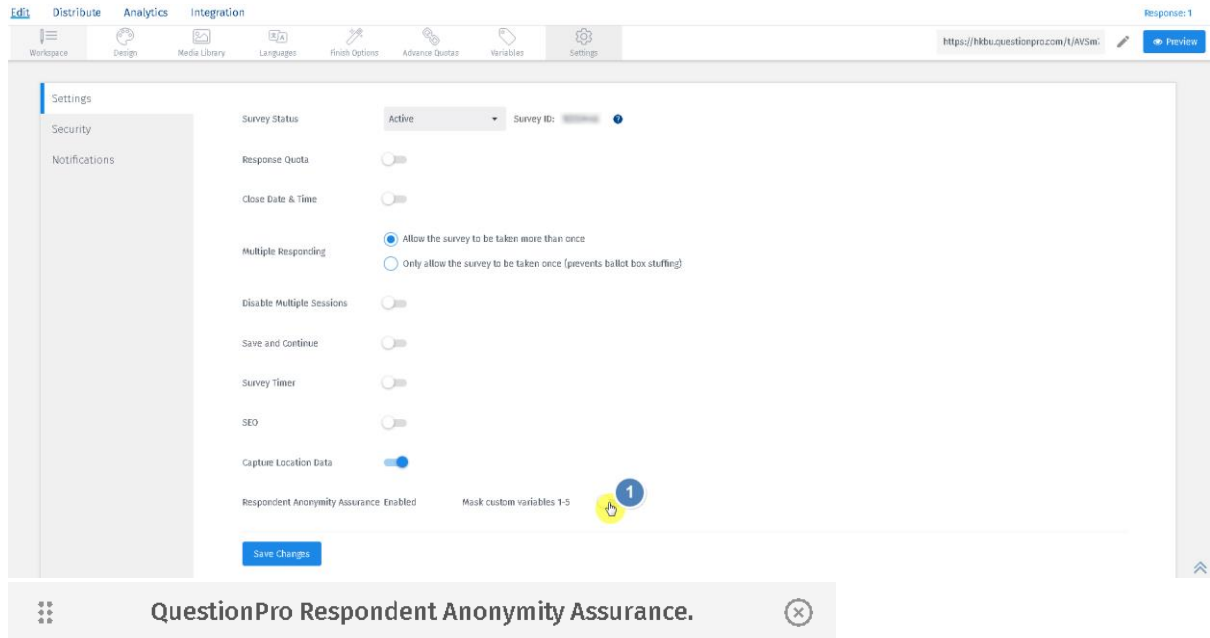 Edit Distribute Analytics Integration Response: 1
Workspace Design Media Library Languages Finish Options Advance Quotas Variables Settings https://hkbu.questionpro.com/t/AVSm Preview
Settings
Security
Notifications
Survey Status Active Survey ID:
Response Quota
Close Date & Time
Multiple Responding
Allow the survey to be taken more than once
Only allow the survey to be taken once (prevents ballot box stuffing)
Disable Multiple Sessions
Save and Continue
Survey Timer
SEO
Capture Location Data
Respondent Anonymity Assurance Enabled Mask custom variables 1-5 1
Save Changes
QuestionPro Respondent Anonymity Assurance.